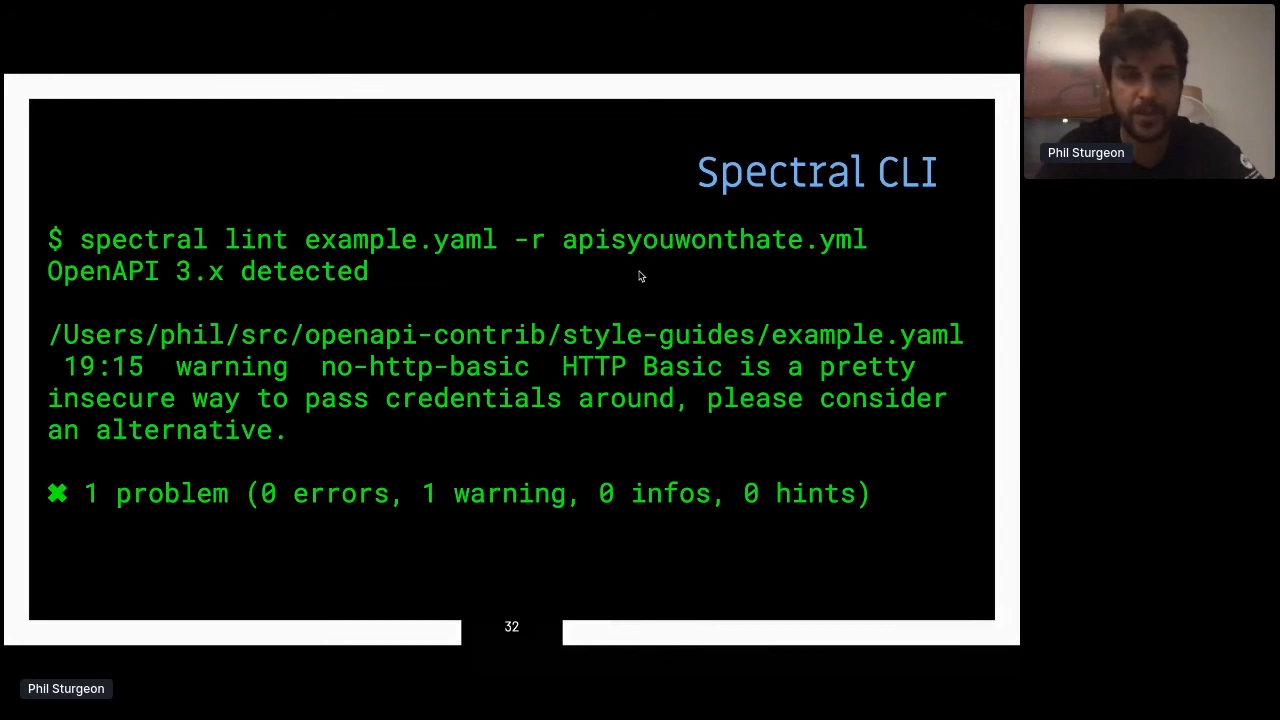 Spectral CLI
$ spectral lint example.yaml -r apisyouwonthate.yml
OpenAPI 3.x detected
/Users/phil/src/openapi-contrib/style-guides/example.yaml
19:15  warning  no-http-basic  HTTP Basic is a pretty
insecure way to pass credentials around, please consider
an alternative.
✖ 1 problem (0 errors, 1 warning, 0 infos, 0 hints)
32
Phil Sturgeon
Phil Sturgeon